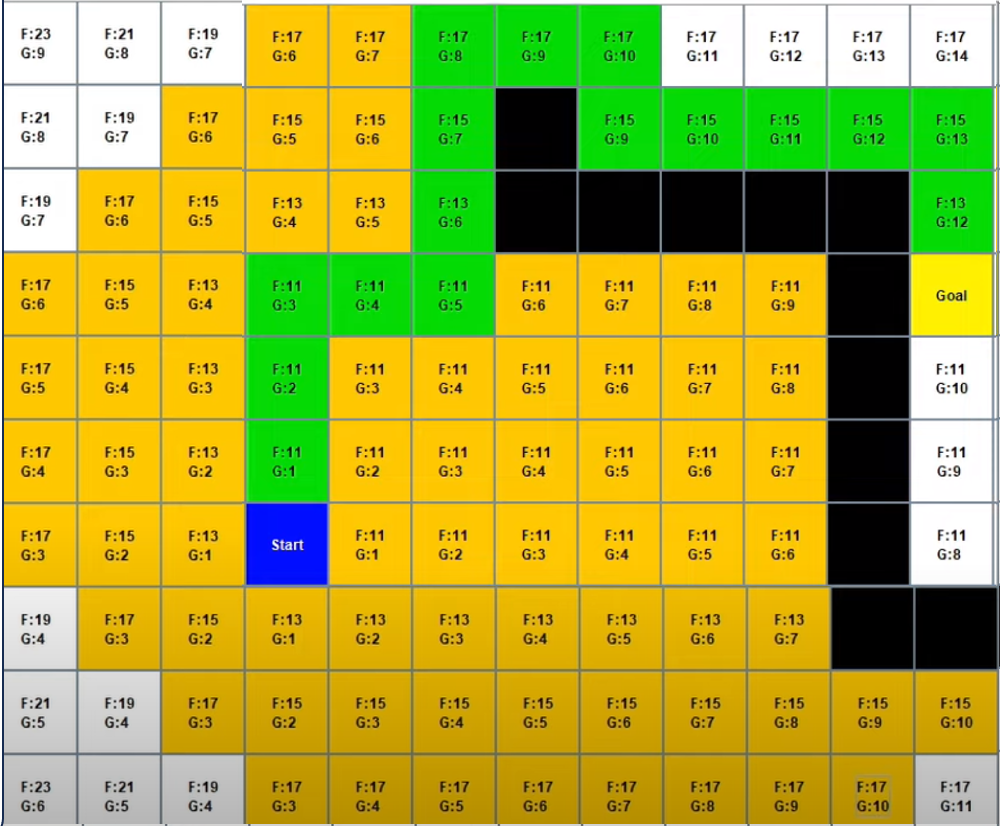 F:23 F:21 F:19 F:17 F:17 F:17 F:17 F:17 F:17 F:17 F:17 F:17
G:9 G:8 G:7 G:6 G:7 G:8 G:9 G:10 G:11 G:12 G:13 G:14
F:21 F:19 F:17 F:15 F:15 F:15 F:15 F:15 F:15 F:15 F:15
G:8 G:7 G:6 G:5 G:6 G:7 G:9 G:10 G:11 G:12 G:13
F:19 F:17 F:15 F:13 F:13 F:13 F:13
G:7 G:6 G:5 G:4 G:5 G:6 G:12
F:17 F:15 F:13 F:11 F:11 F:11 F:11 F:11 F:11 F:11 Goal
G:6 G:5 G:4 G:3 G:4 G:5 G:6 G:7 G:8 G:9
F:17 F:15 F:13 F:11 F:11 F:11 F:11 F:11 F:11 F:11 F:11
G:5 G:4 G:3 G:2 G:3 G:4 G:5 G:6 G:7 G:8 G:10
F:17 F:15 F:13 F:11 F:11 F:11 F:11 F:11 F:11 F:11 F:11
G:4 G:3 G:2 G:1 G:2 G:3 G:4 G:5 G:6 G:7 G:9
F:17 F:15 F:13 Start F:11 F:11 F:11 F:11 F:11 F:11 F:11
G:3 G:2 G:1 G:1 G:2 G:3 G:4 G:5 G:6 G:8
F:19 F:17 F:15 F:13 F:13 F:13 F:13 F:13 F:13 F:13
G:4 G:3 G:2 G:1 G:2 G:3 G:4 G:5 G:6 G:7
F:21 F:19 F:17 F:15 F:15 F:15 F:15 F:15 F:15 F:15 F:15 F:15
G:5 G:4 G:3 G:2 G:3 G:4 G:5 G:6 G:7 G:8 G:9 G:10
F:23 F:21 F:19 F:17 F:17 F:17 F:17 F:17 F:17 F:17 F:17 F:17
G:6 G:5 G:4 G:3 G:4 G:5 G:6 G:7 G:8 G:9 G:10 G:11